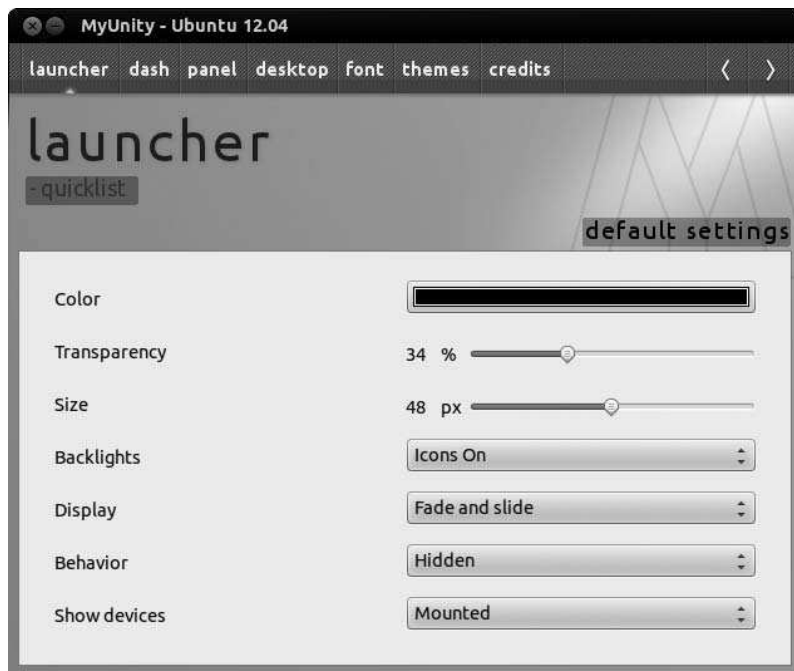 MyUnity - Ubuntu 12.04
launcher dash panel desktop font themes credits
launcher
- quicklist
default settings
Color
Transparency 34 %
Size 48 px
Backlights Icons On
Display Fade and slide
Behavior Hidden
Show devices Mounted